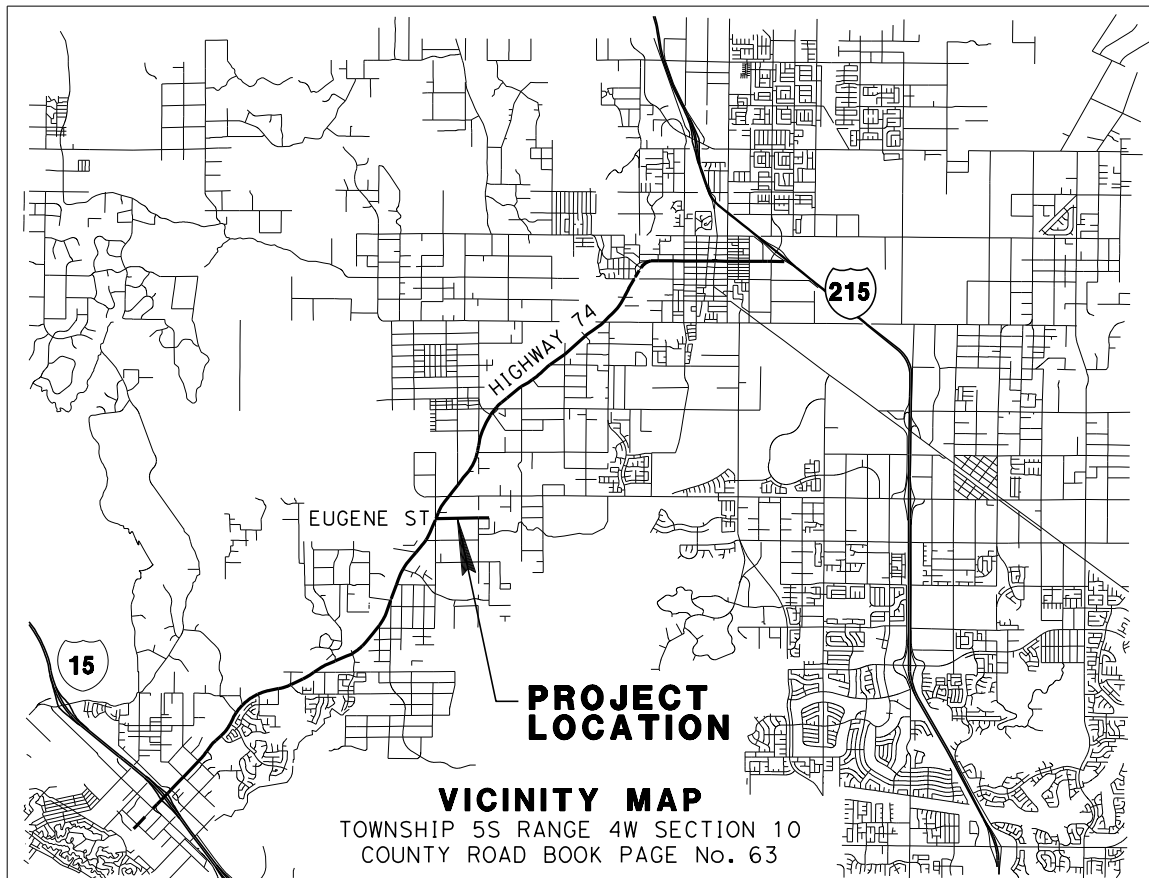 215
HIGHWAY 74
EUGENE ST
15
PROJECT
LOCATION
VICINITY MAP
TOWNSHIP 5S RANGE 4W SECTION 10
COUNTY ROAD BOOK PAGE No. 63